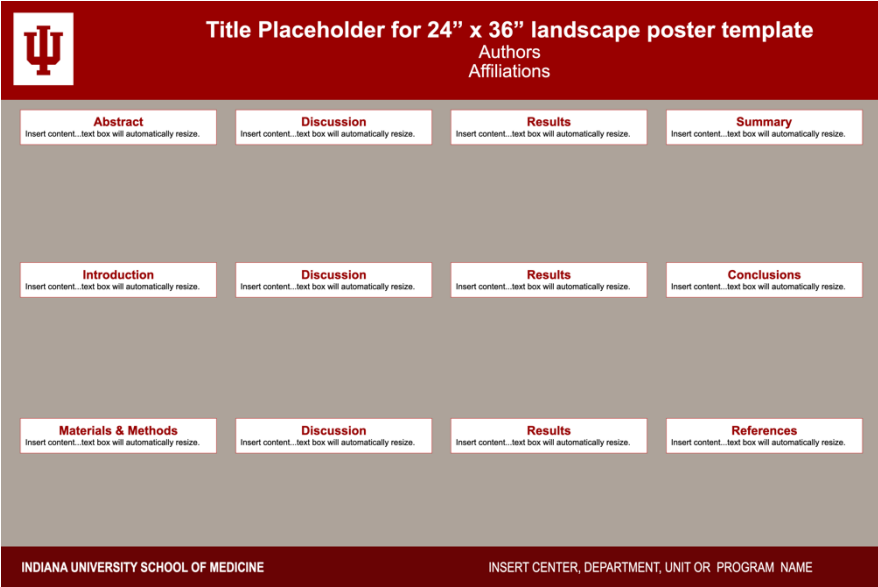 Title Placeholder for 24” x 36” landscape poster template
Authors
Affiliations
Abstract
Insert content...text box will automatically resize.
Discussion
Insert content...text box will automatically resize.
Results
Insert content...text box will automatically resize.
Summary
Insert content...text box will automatically resize.
Introduction
Insert content...text box will automatically resize.
Discussion
Insert content...text box will automatically resize.
Results
Insert content...text box will automatically resize.
Conclusions
Insert content...text box will automatically resize.
Materials & Methods
Insert content...text box will automatically resize.
Discussion
Insert content...text box will automatically resize.
Results
Insert content...text box will automatically resize.
References
Insert content...text box will automatically resize.
INDIANA UNIVERSITY SCHOOL OF MEDICINE
INSERT CENTER, DEPARTMENT, UNIT OR PROGRAM NAME